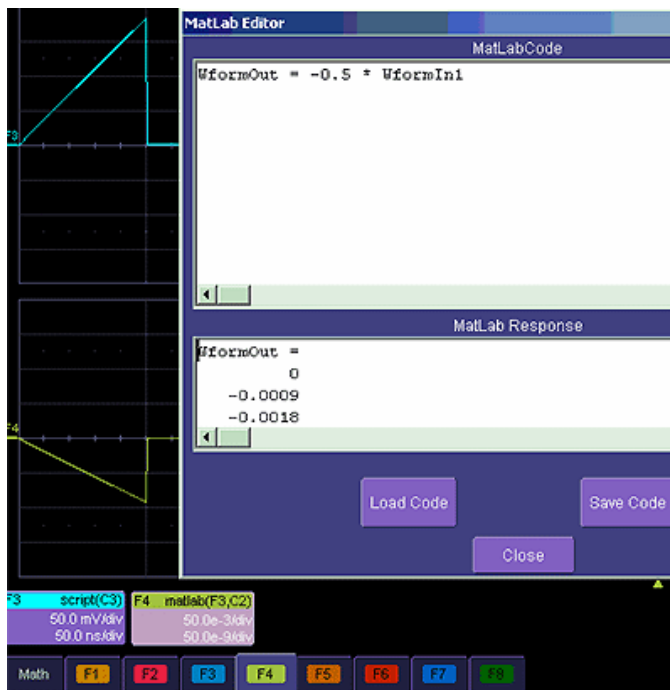 MatLab Editor
MatLabCode
WformOut = -0.5 * WformIn1
F3
MatLab Response
WformOut =
0
-0.0009
-0.0018
F4
Load Code
Save Code
Close
F3 script(C3)
50.0 mV/div
50.0 ns/div
F4 matlab(F3,C2)
50.0e-3/div
50.0e-9/div
Math F1 F2 F3 F4 F5 F6 F7 F8